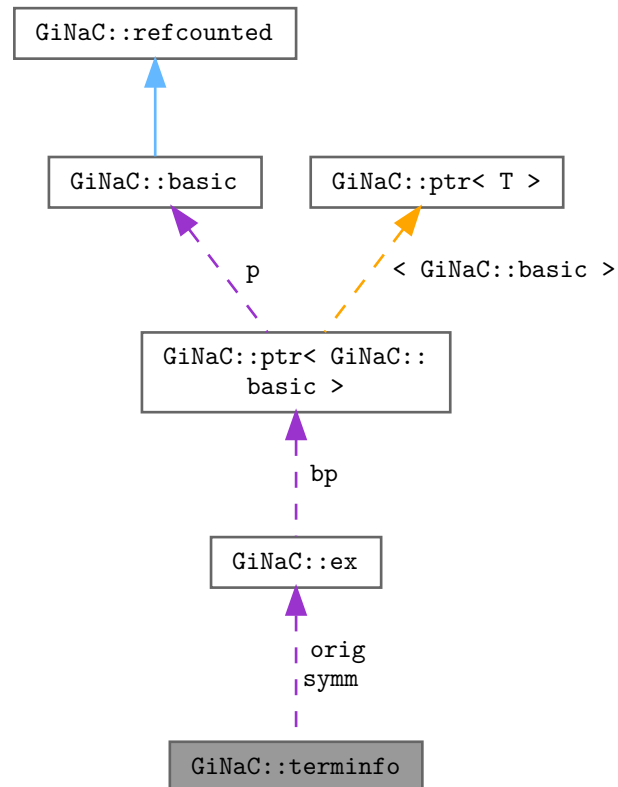 GiNaC::refcounted
GiNaC::basic
GiNaC::ptr< T >
p
< GiNaC::basic >
GiNaC::ptr< GiNaC::
basic >
bp
GiNaC::ex
orig
symm
GiNaC::terminfo